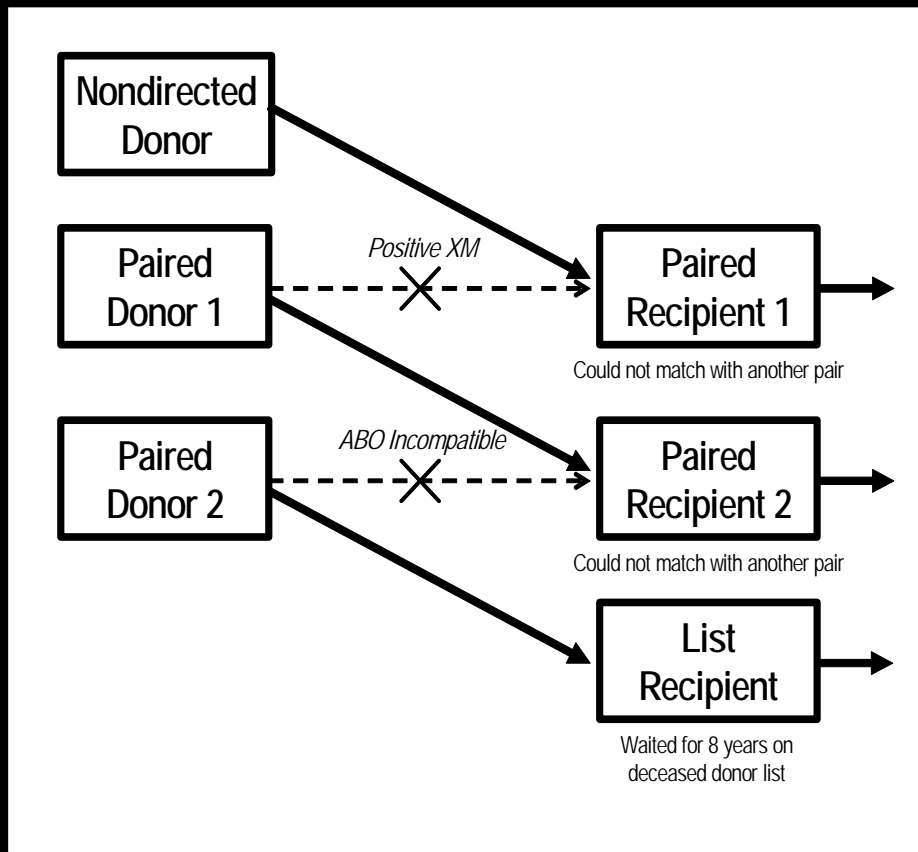 Nondirected
Donor
Paired
Donor 1
Positive XM
Paired
Recipient 1
Could not match with another pair
Paired
Donor 2
ABO Incompatible
Paired
Recipient 2
Could not match with another pair
List
Recipient
Waited for 8 years on
deceased donor list